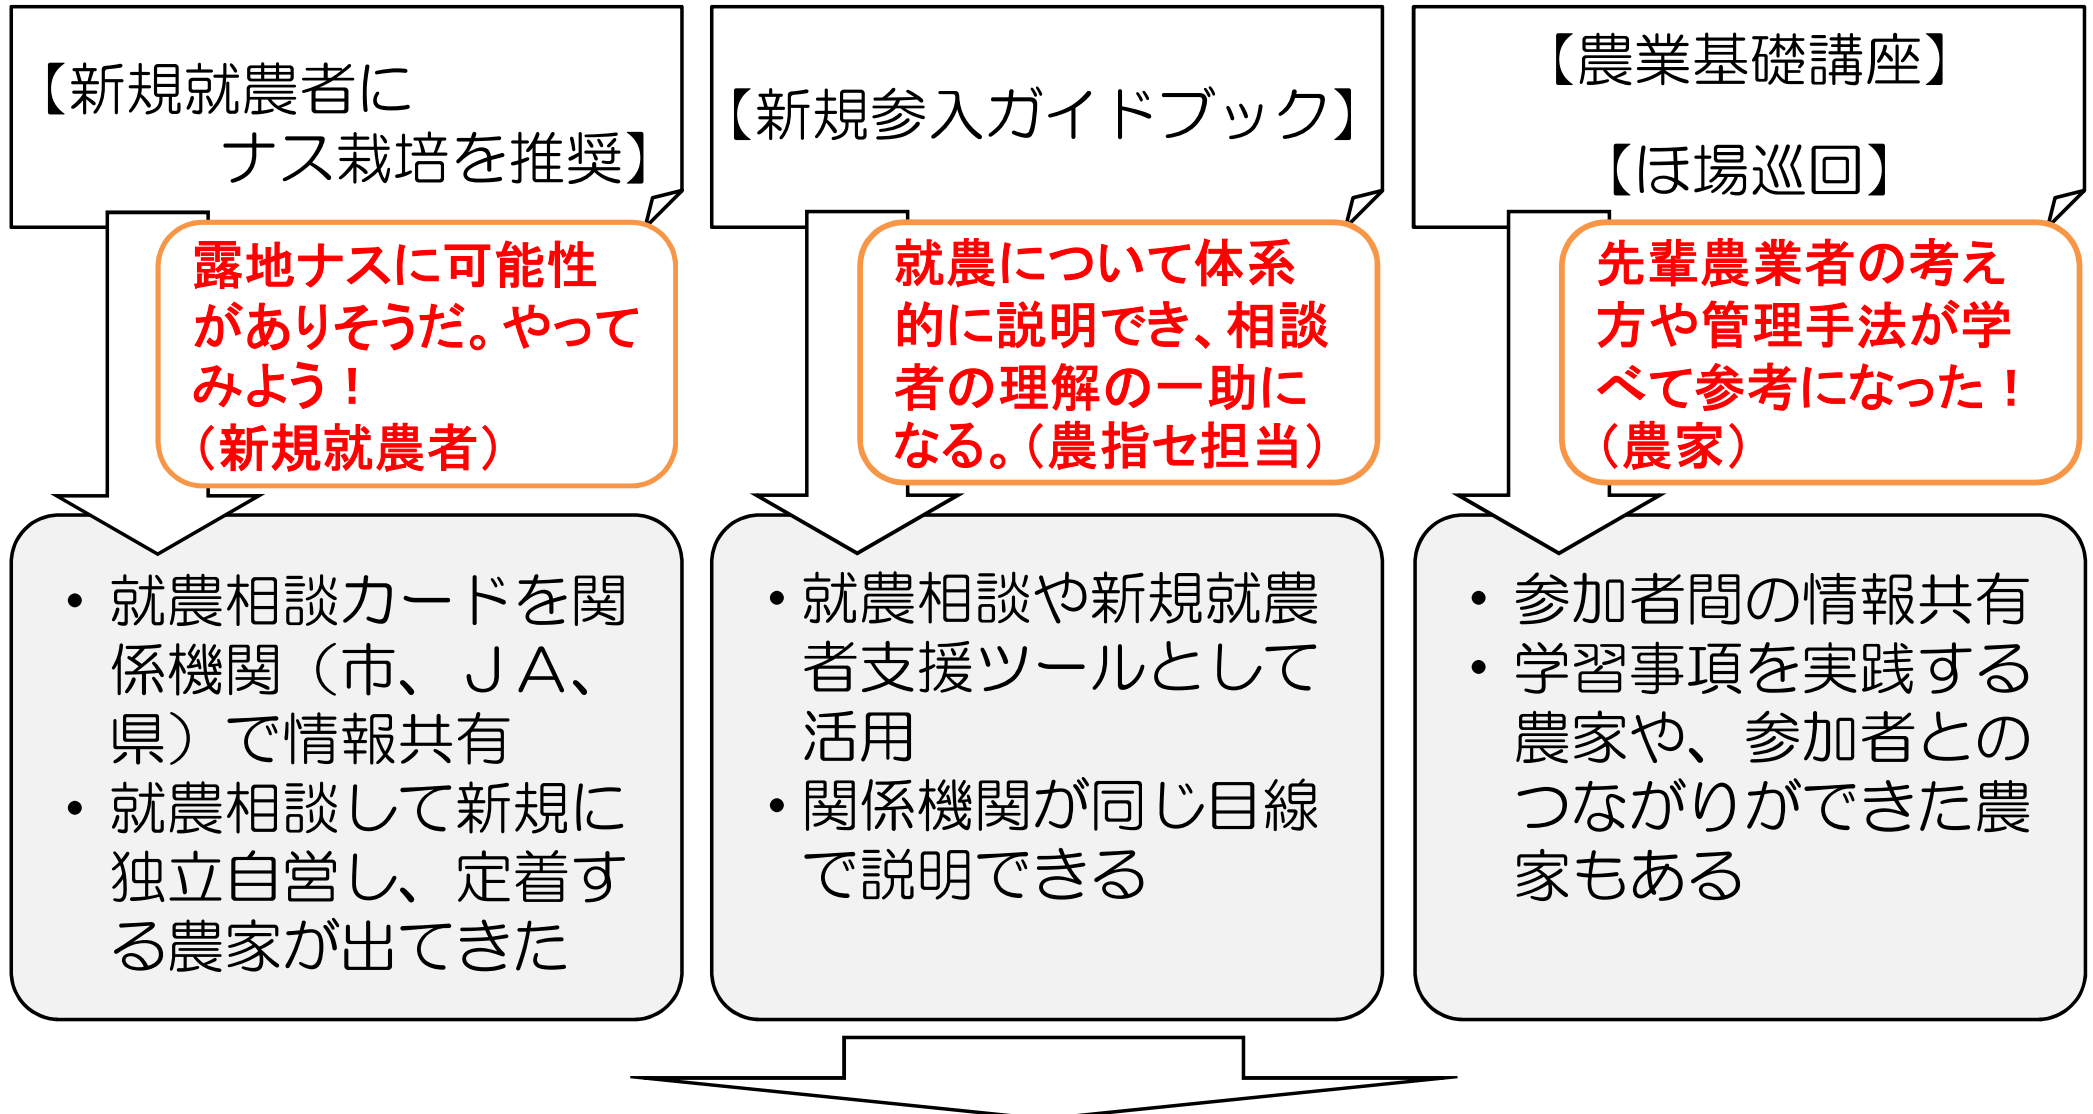 【新規就農者に
ナス栽培を推奨】
露地ナスに可能性
がありそうだ。やって
みよう！
（新規就農者）
• 就農相談カードを関
係機関（市、ＪＡ、
県）で情報共有
• 就農相談して新規に
独立自営し、定着す
る農家が出てきた
【新規参入ガイドブック】
就農について体系
的に説明でき、相談
者の理解の一助に
なる。（農指セ担当）
• 就農相談や新規就農
者支援ツールとして
活用
• 関係機関が同じ目線
で説明できる
【農業基礎講座】
【ほ場巡回】
先輩農業者の考え
方や管理手法が学
べて参考になった！
（農家）
• 参加者間の情報共有
• 学習事項を実践する
農家や、参加者との
つながりができた農
家もある